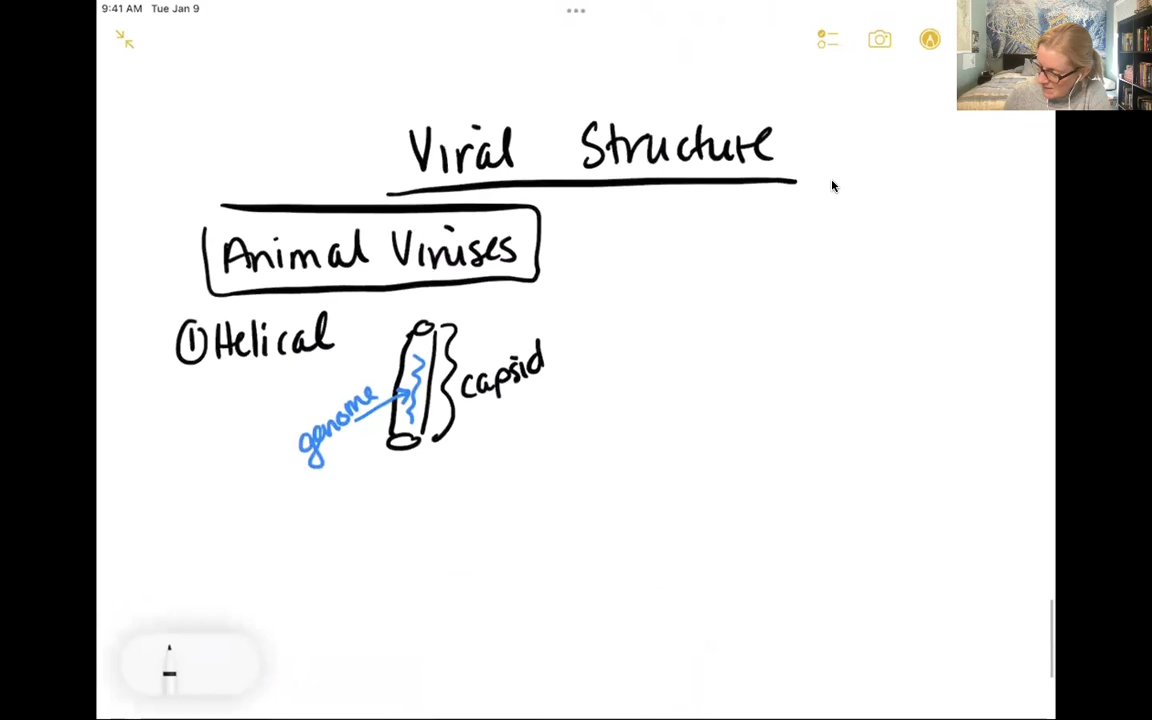 9:41 AM Tue Jan 9
Viral Structure
Animal Viruses
① Helical
capsid
genome